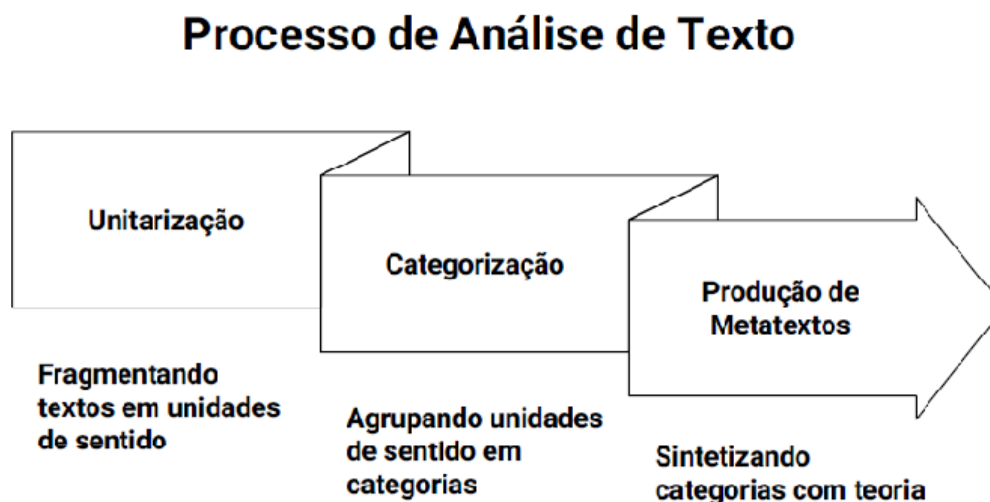 Processo de Análise de Texto
Unitarização
Fragmentando
textos em unidades
de sentido
Categorização
Agrupando unidades
de sentido em
categorias
Produção de
Metatextos
Sintetizando
categorias com teoria